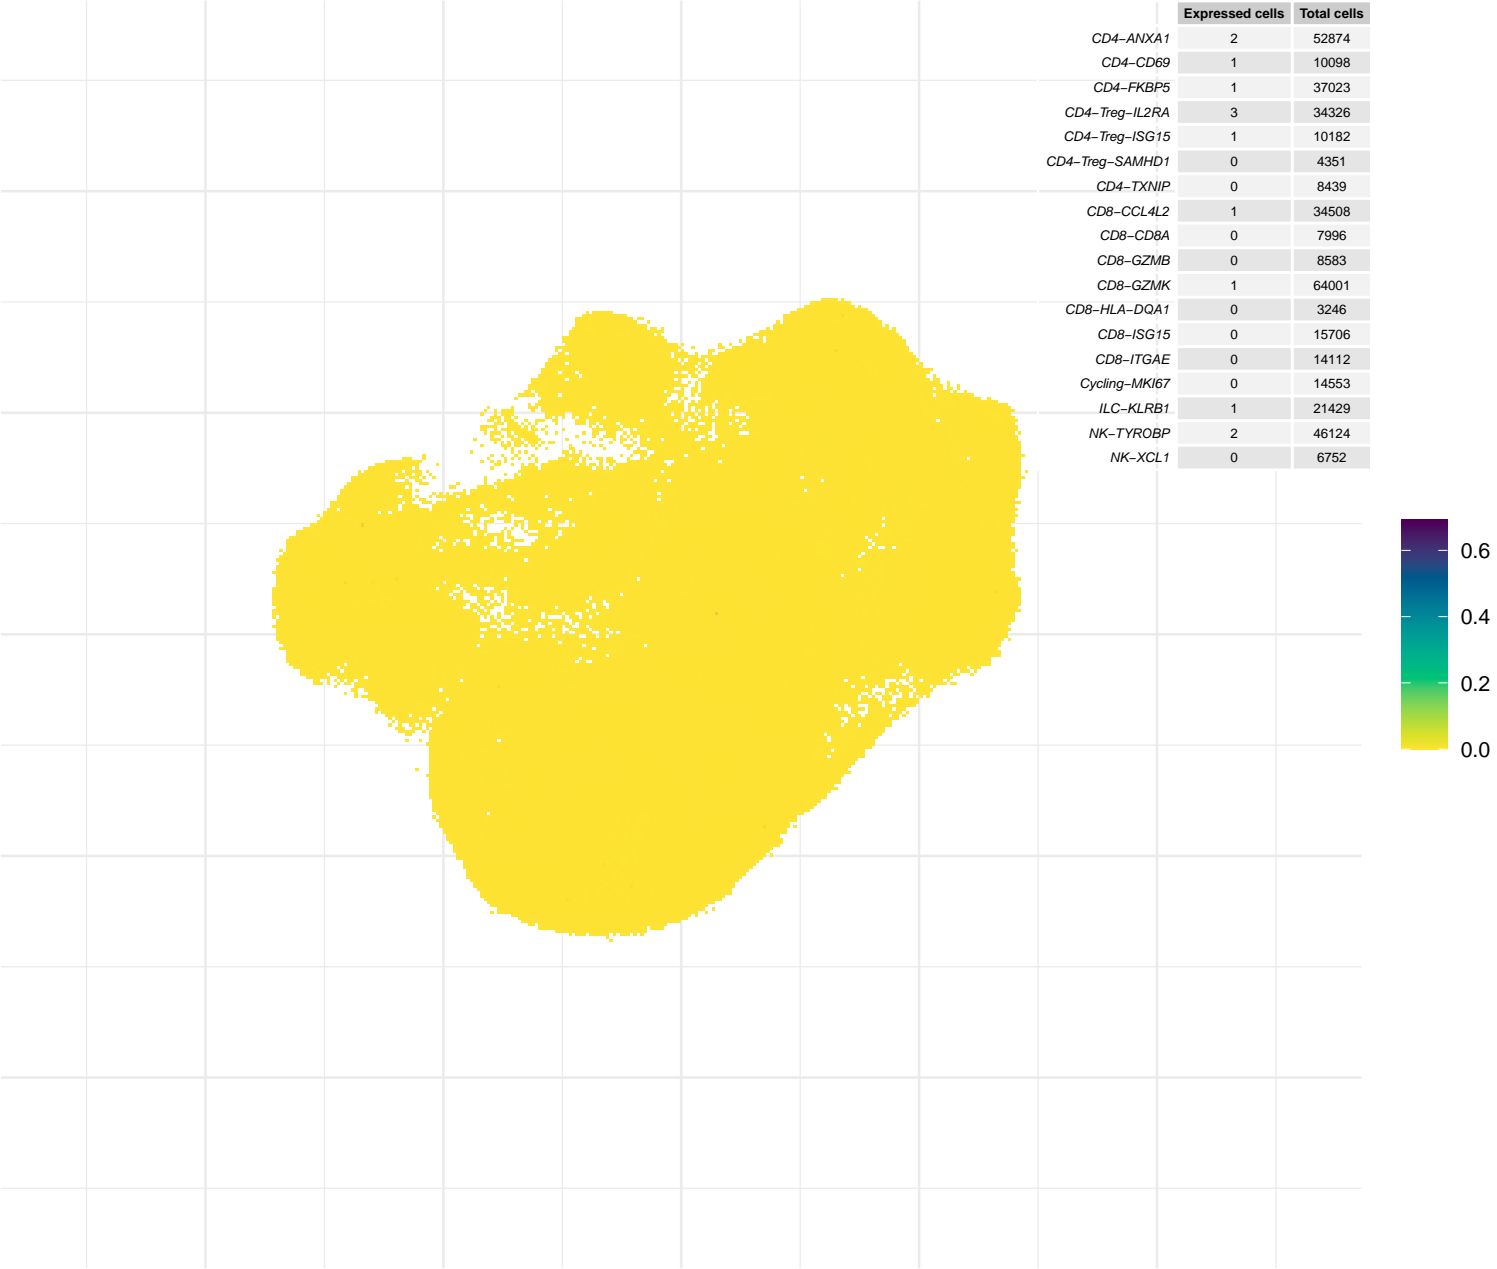 Expressed cells Total cells
CD4−ANXA1 2 52874
CD4−CD69 1 10098
CD4−FKBP5 1 37023
CD4−Treg−IL2RA 3 34326
CD4−Treg−ISG15 1 10182
CD4−Treg−SAMHD1 0 4351
CD4−TXNIP 0 8439
CD8−CCL4L2 1 34508
CD8−CD8A 0 7996
CD8−GZMB 0 8583
CD8−GZMK 1 64001
CD8−HLA−DQA1 0 3246
CD8−ISG15 0 15706
CD8−ITGAE 0 14112
Cycling−MKI67 0 14553
ILC−KLRB1 1 21429
NK−TYROBP 2 46124
NK−XCL1 0 6752
0.6
0.4
0.2
0.0